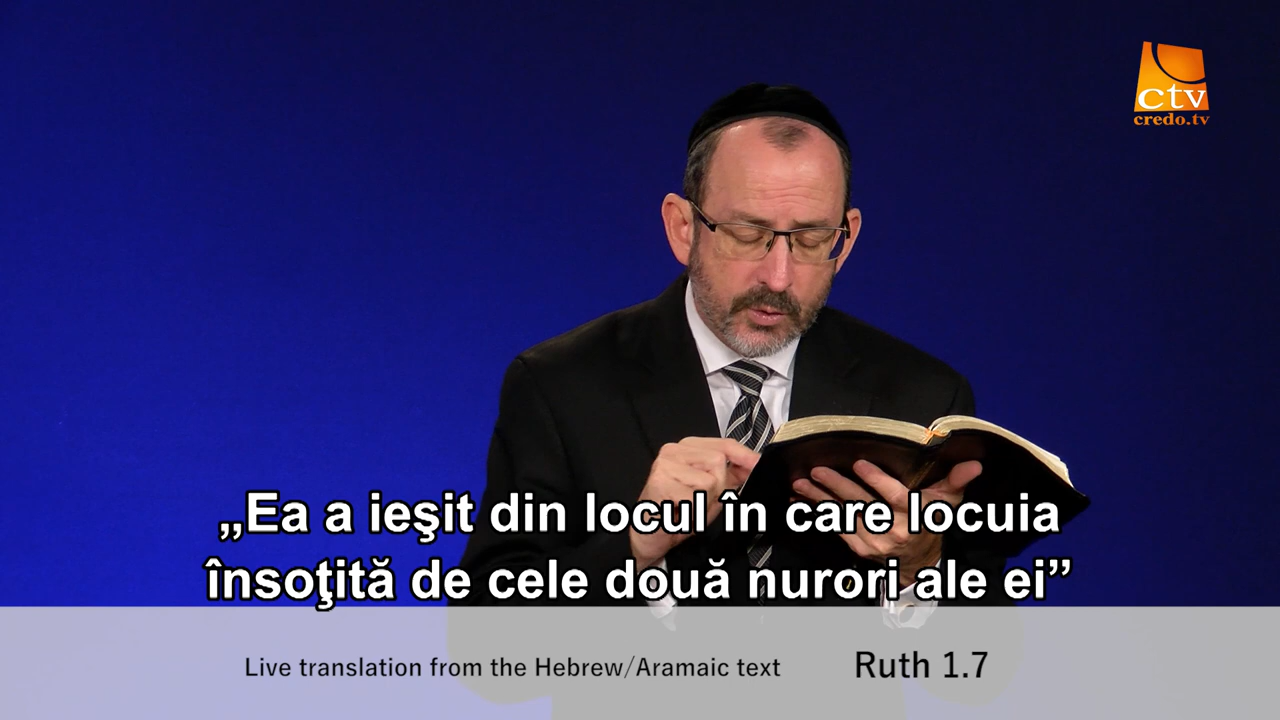 ctv
credo.tv
„Ea a ieşit din locul în care locuia
însoţită de cele două nurori ale ei”
Live translation from the Hebrew/Aramaic text
Ruth 1.7